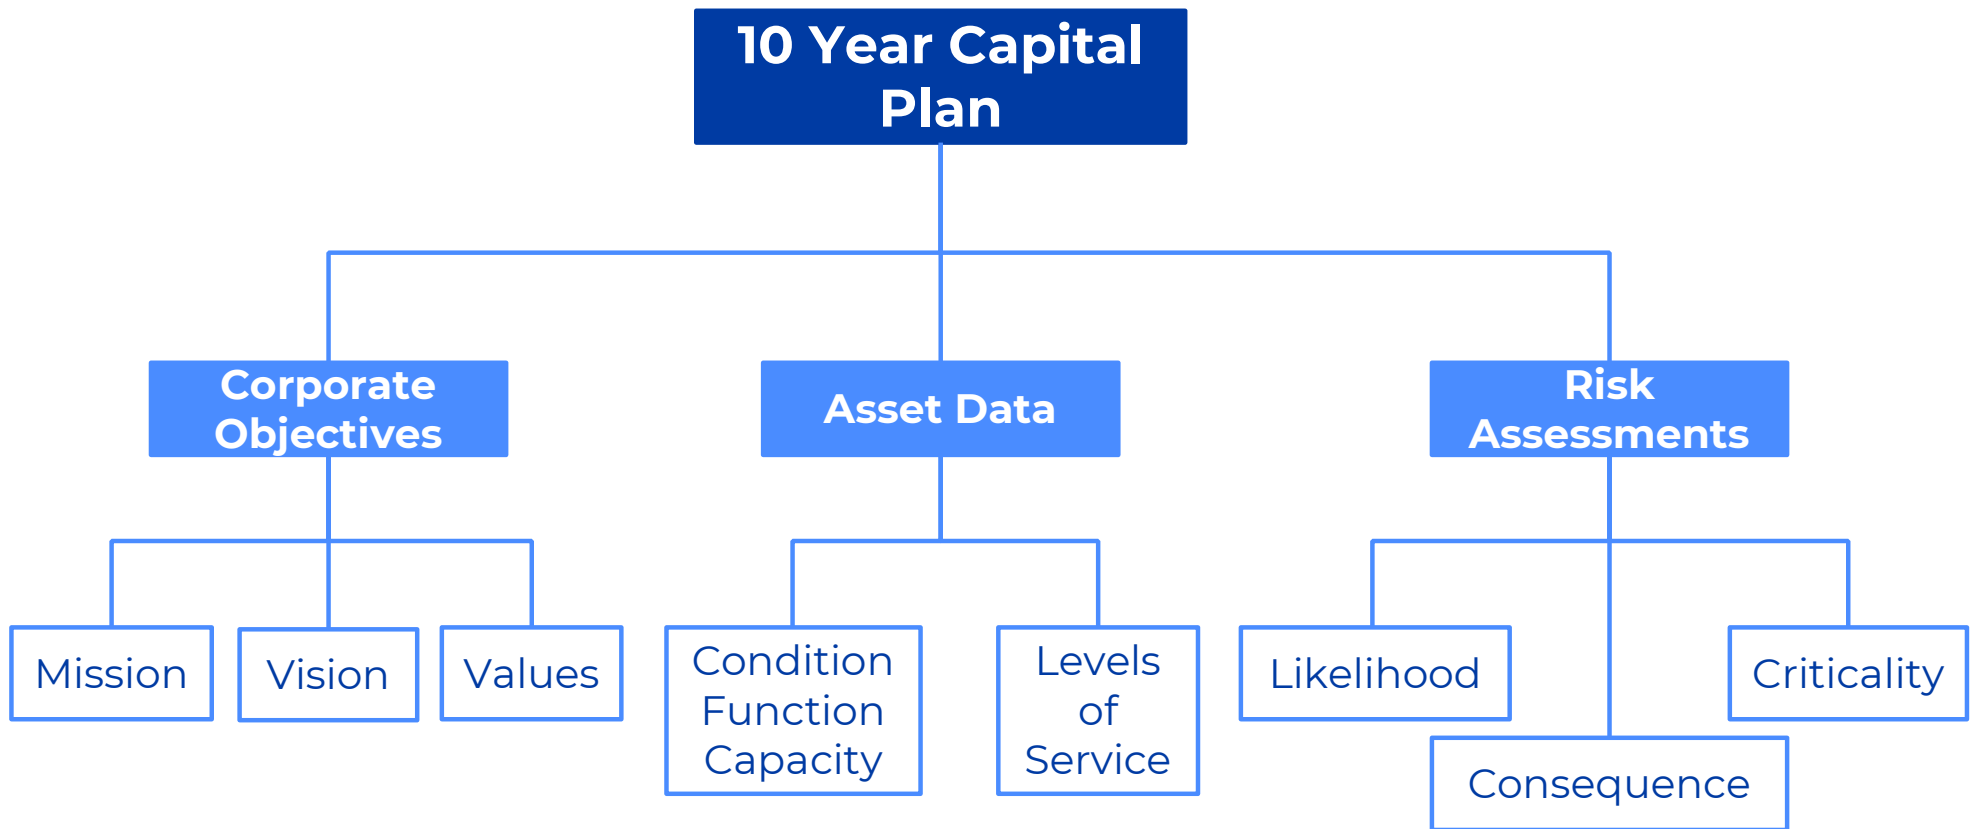 10 Year Capital
Plan
Corporate
Objectives
Asset Data
Risk
Assessments
Mission
Vision
Values
Condition
Function
Capacity
Levels
of
Service
Likelihood
Consequence
Criticality